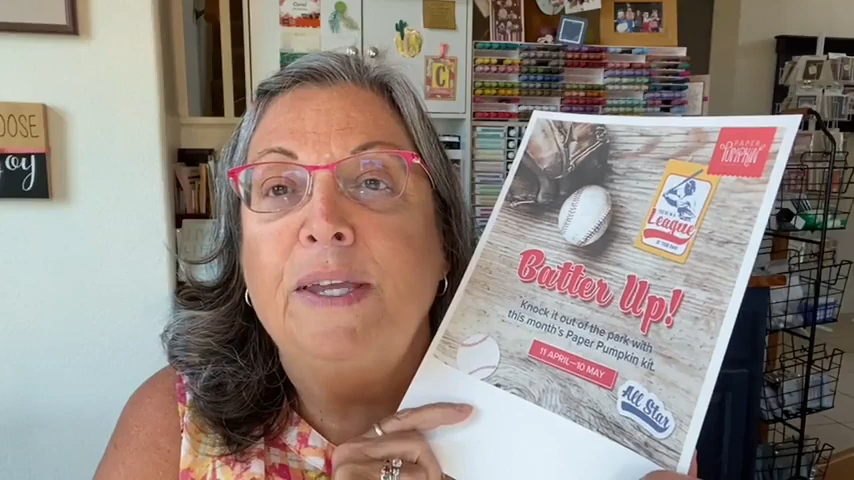 OOSE
oy
C
PAPER
PUMPKIN
League
Batter Up!
Knock it out of the park with
this month's Paper Pumpkin kit.
11 APRIL–10 MAY
All Star